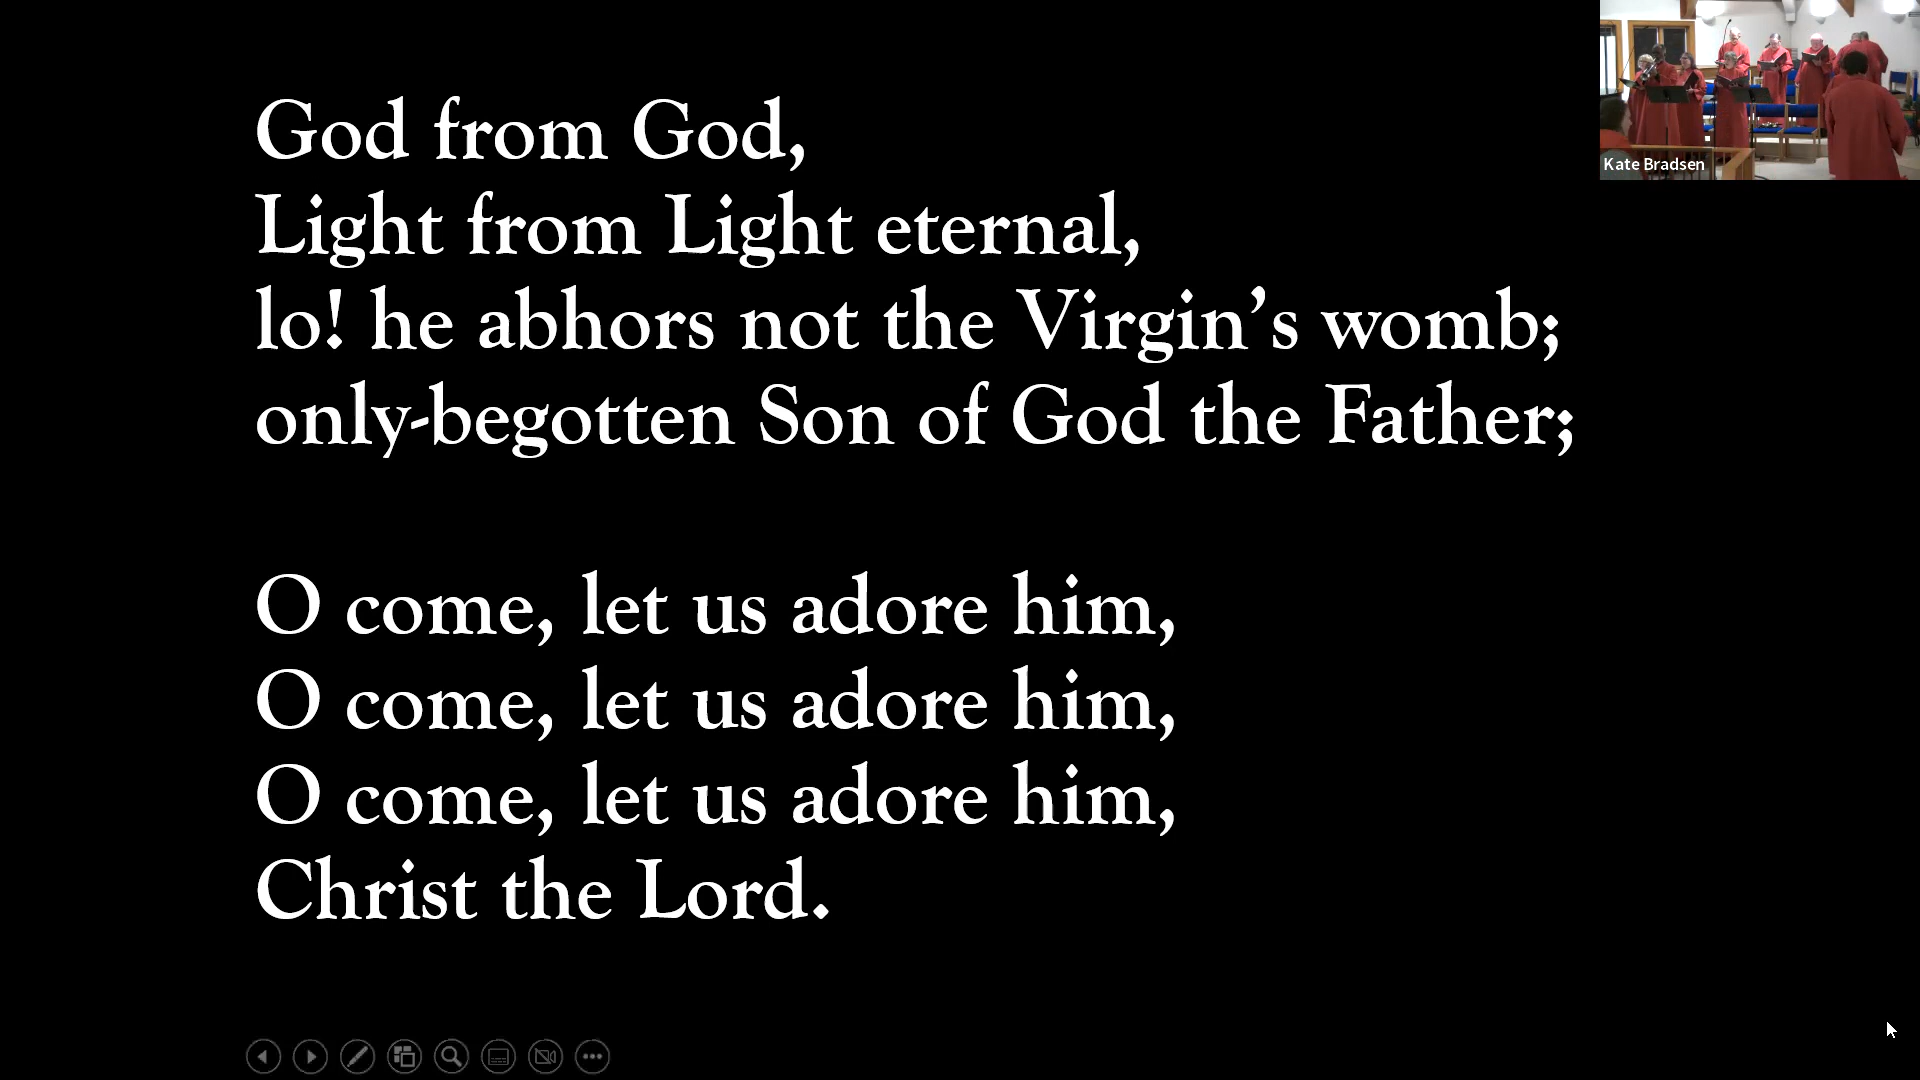 God from God,
Light from Light eternal,
lo! he abhors not the Virgin’s womb;
only-begotten Son of God the Father;
O come, let us adore him,
O come, let us adore him,
O come, let us adore him,
Christ the Lord.
Kate Bradsen